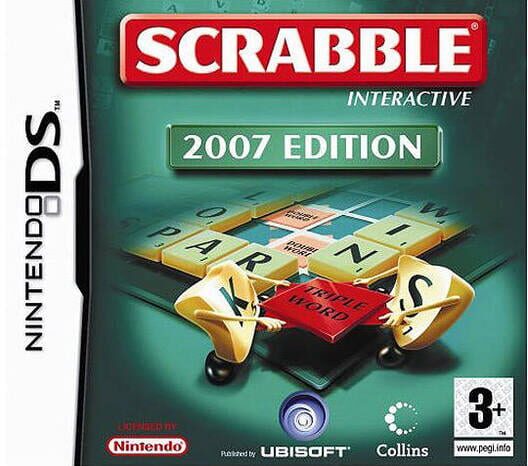 SCRABBLE®
INTERACTIVE
2007 EDITION
NINTENDO DS™
L O
S P A R K I N S
W I N
DOUBLE WORD
DOUBLE WORD
TRIPLE WORD
LICENSED BY
Nintendo®
Published by UBISOFT
Collins
3+
www.pegi.info